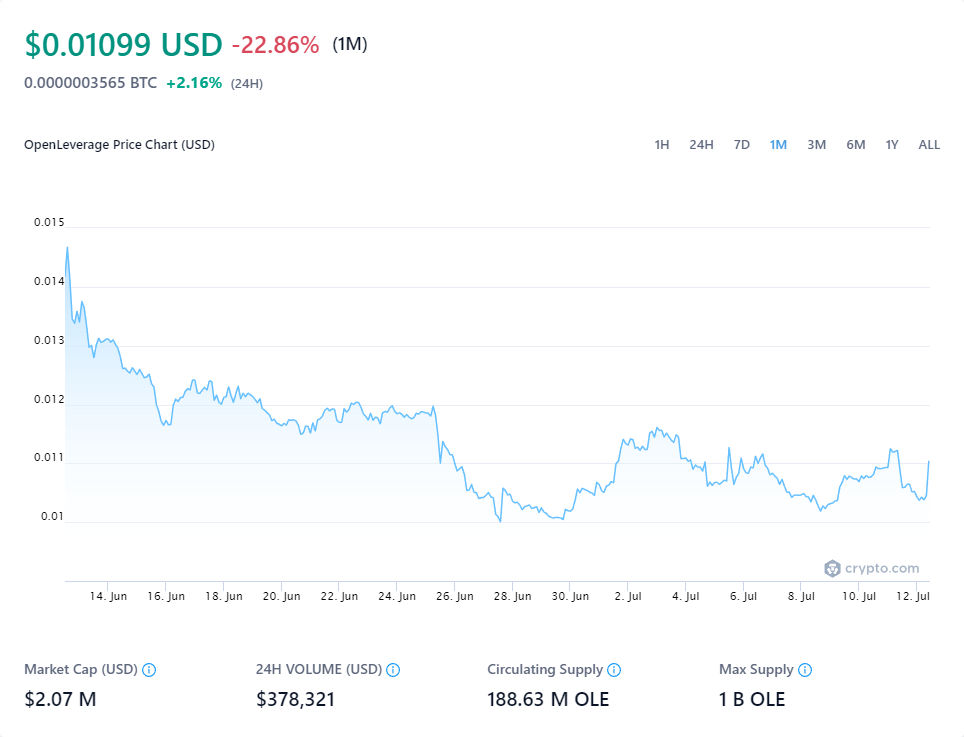 $0.01099 USD -22.86% (1M)
0.0000003565 BTC +2.16% (24H)
OpenLeverage Price Chart (USD) 1H 24H 7D 1M 3M 6M 1Y ALL
0.015
0.014
0.013
0.012
0.011
0.01
crypto.com
14. Jun 16. Jun 18. Jun 20. Jun 22. Jun 24. Jun 26. Jun 28. Jun 30. Jun 2. Jul 4. Jul 6. Jul 8. Jul 10. Jul 12. Jul
Market Cap (USD) 24H VOLUME (USD) Circulating Supply Max Supply
$2.07 M $378,321 188.63 M OLE 1 B OLE